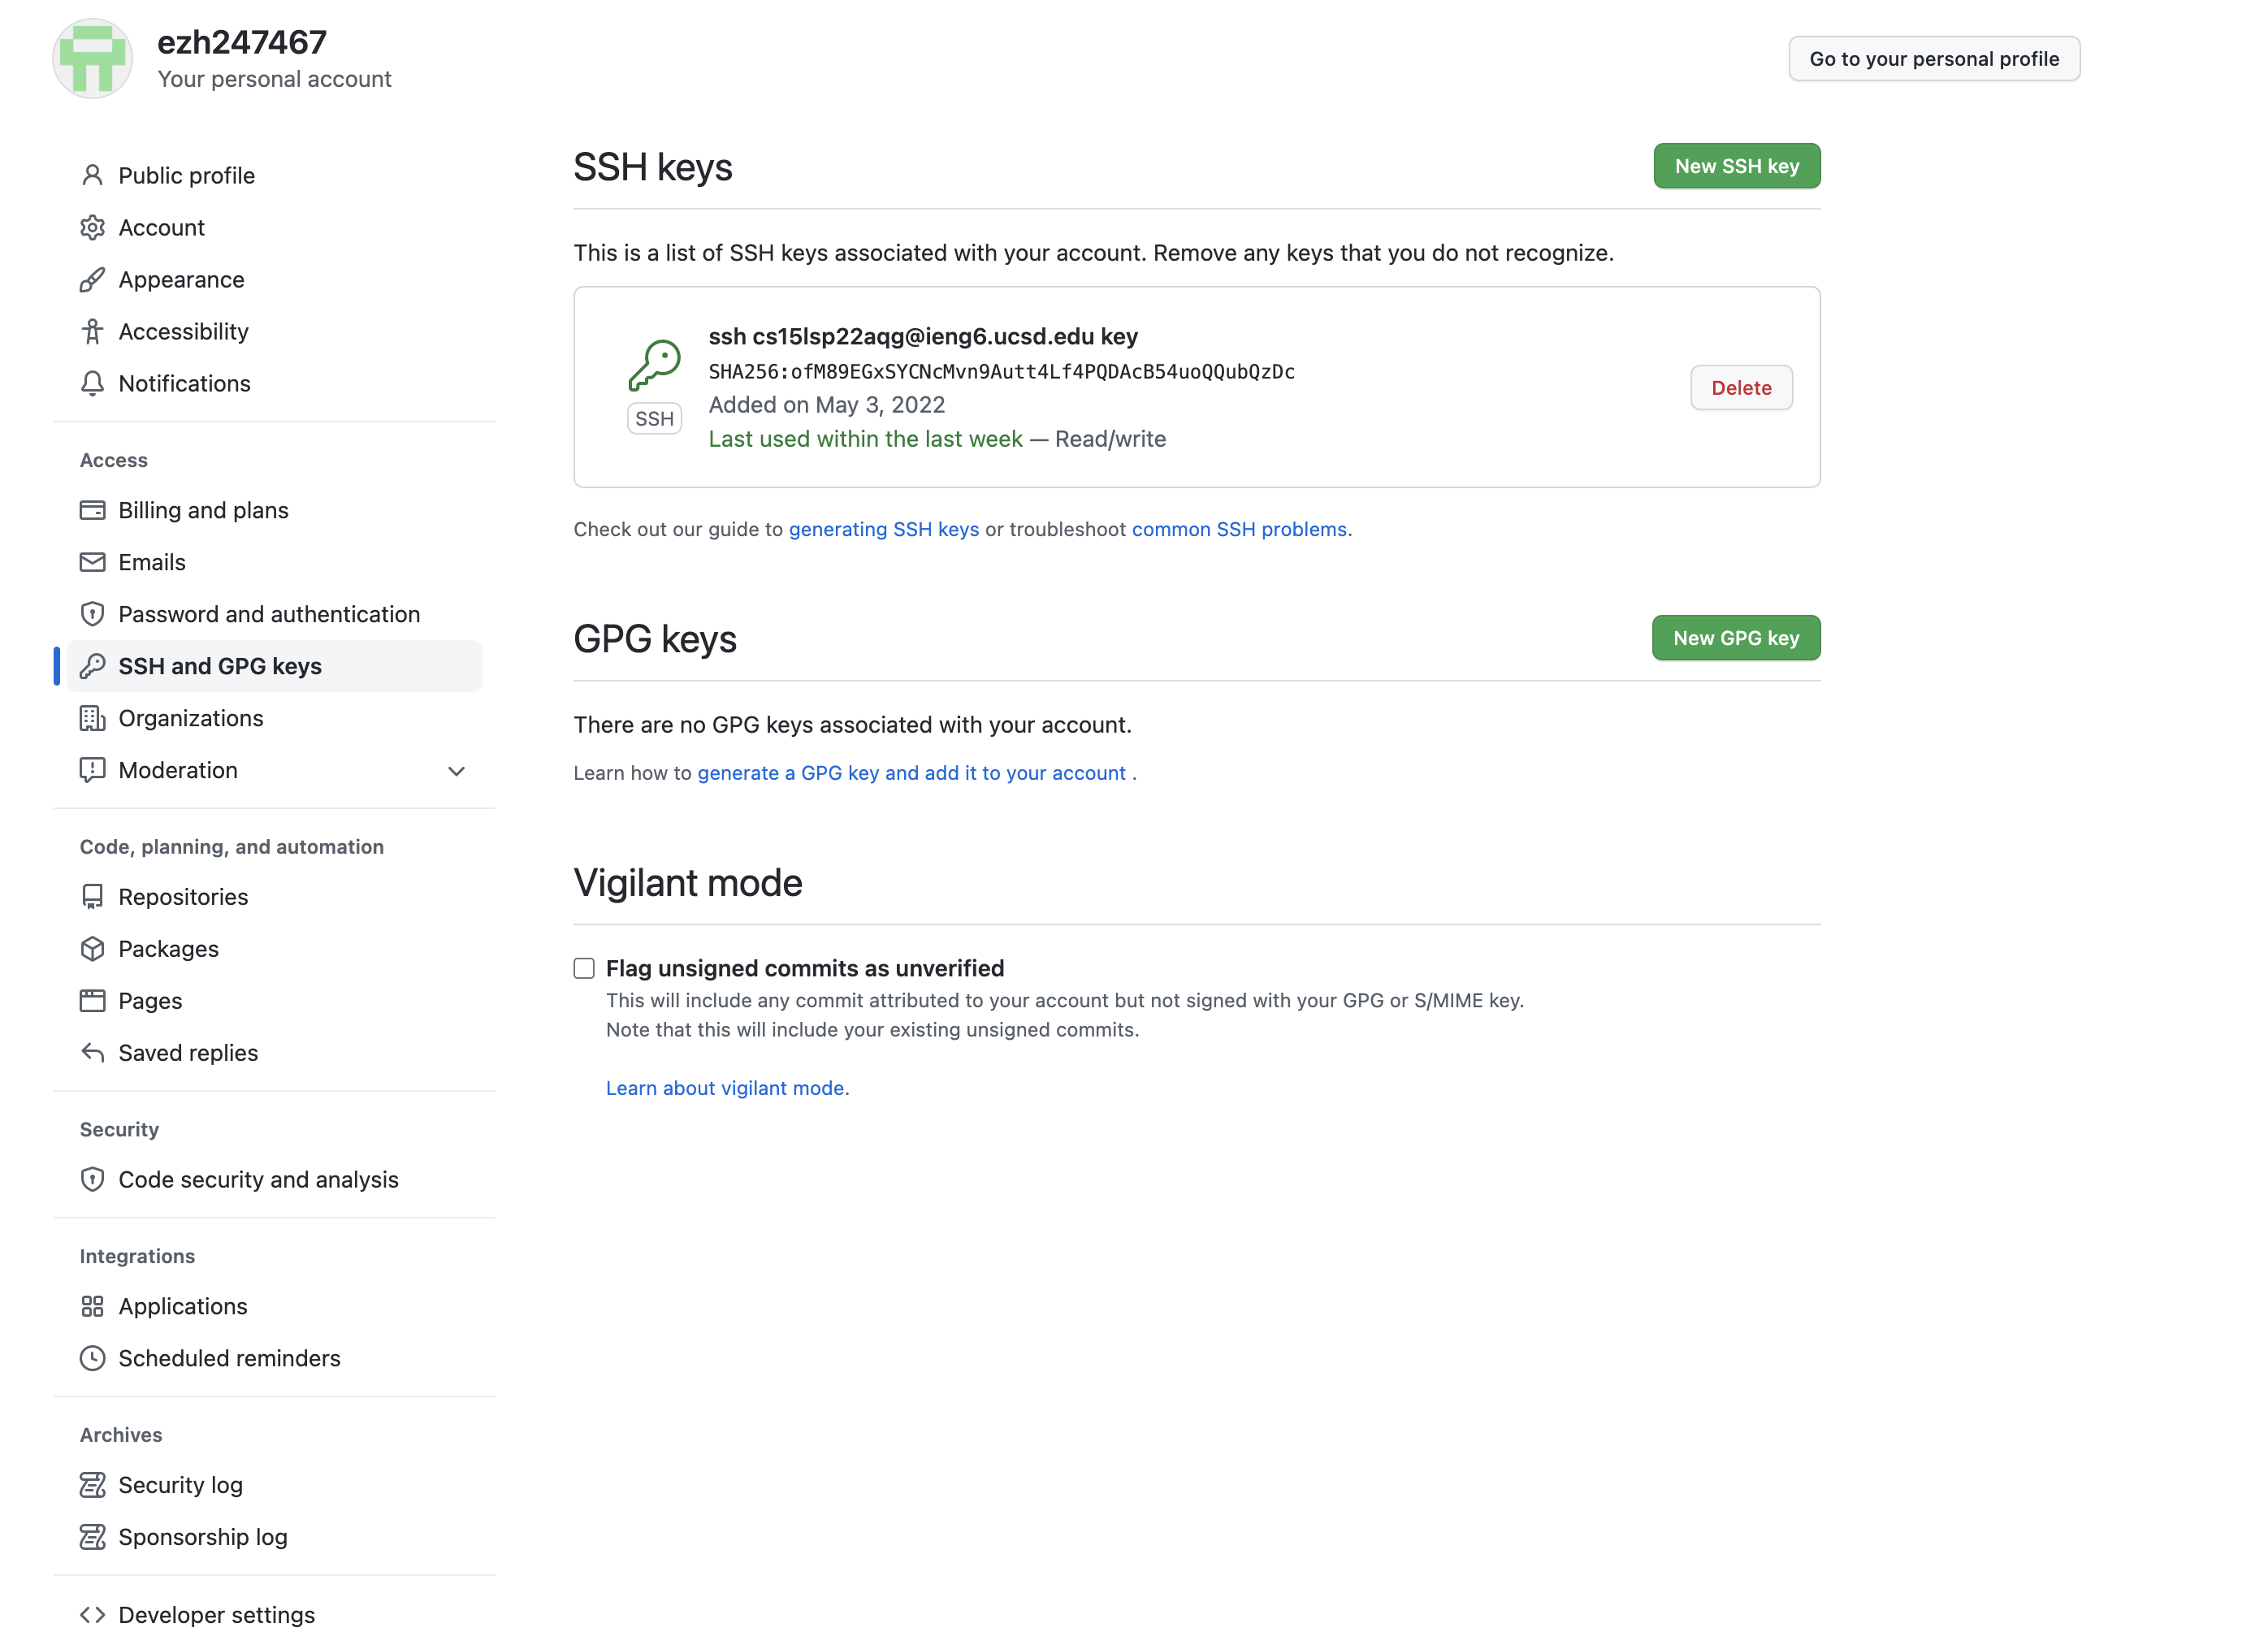 ezh247467
Your personal account
Go to your personal profile
Public profile
Account
Appearance
Accessibility
Notifications
Access
Billing and plans
Emails
Password and authentication
SSH and GPG keys
Organizations
Moderation
Code, planning, and automation
Repositories
Packages
Pages
Saved replies
Security
Code security and analysis
Integrations
Applications
Scheduled reminders
Archives
Security log
Sponsorship log
Developer settings
SSH keys
New SSH key
This is a list of SSH keys associated with your account. Remove any keys that you do not recognize.
ssh cs15lsp22aqg@ieng6.ucsd.edu key
SHA256:ofM89EGxSYCNcMvn9Autt4Lf4PQDAcB54uoQQubQzDc
Added on May 3, 2022
Last used within the last week — Read/write
SSH
Delete
Check out our guide to generating SSH keys or troubleshoot common SSH problems.
GPG keys
New GPG key
There are no GPG keys associated with your account.
Learn how to generate a GPG key and add it to your account .
Vigilant mode
Flag unsigned commits as unverified
This will include any commit attributed to your account but not signed with your GPG or S/MIME key.
Note that this will include your existing unsigned commits.
Learn about vigilant mode.